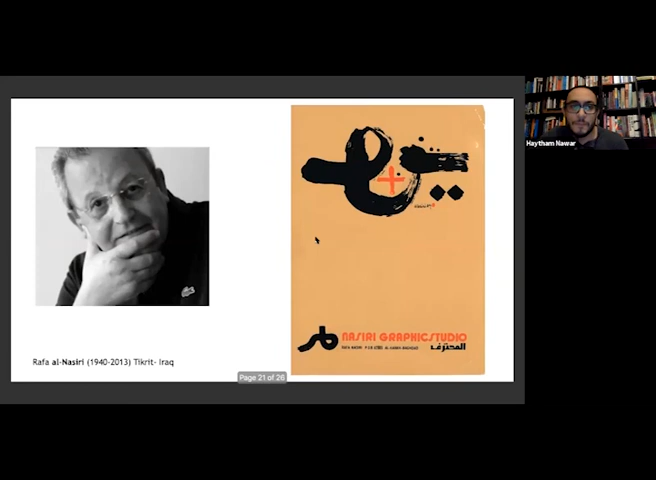 Haytham Nawar
NASIRI GRAPHICSTUDIO
المحترف
Rafa al-Nasiri (1940-2013) Tikrit- Iraq
Page 21 of 26